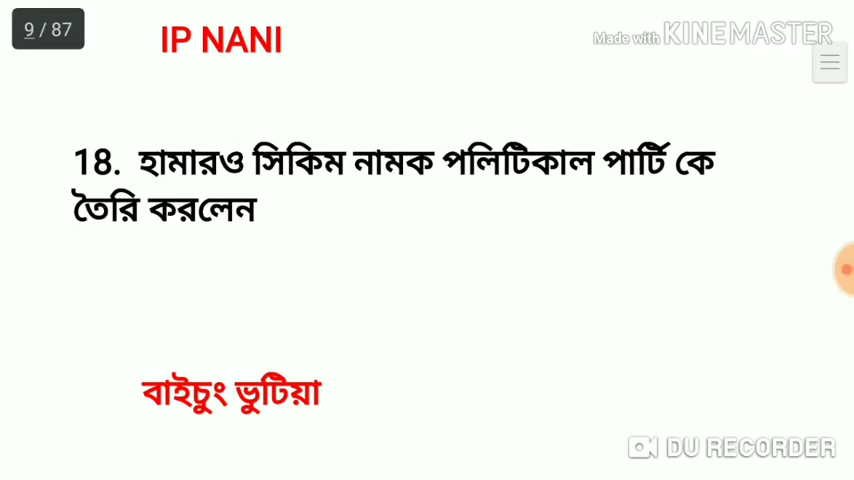 9 / 87
IP NANI
Made with KINEMASTER
18. হামারও সিকিম নামক পলিটিকাল পার্টি কে
তৈরি করলেন
বাইচুং ভুটিয়া
DU RECORDER